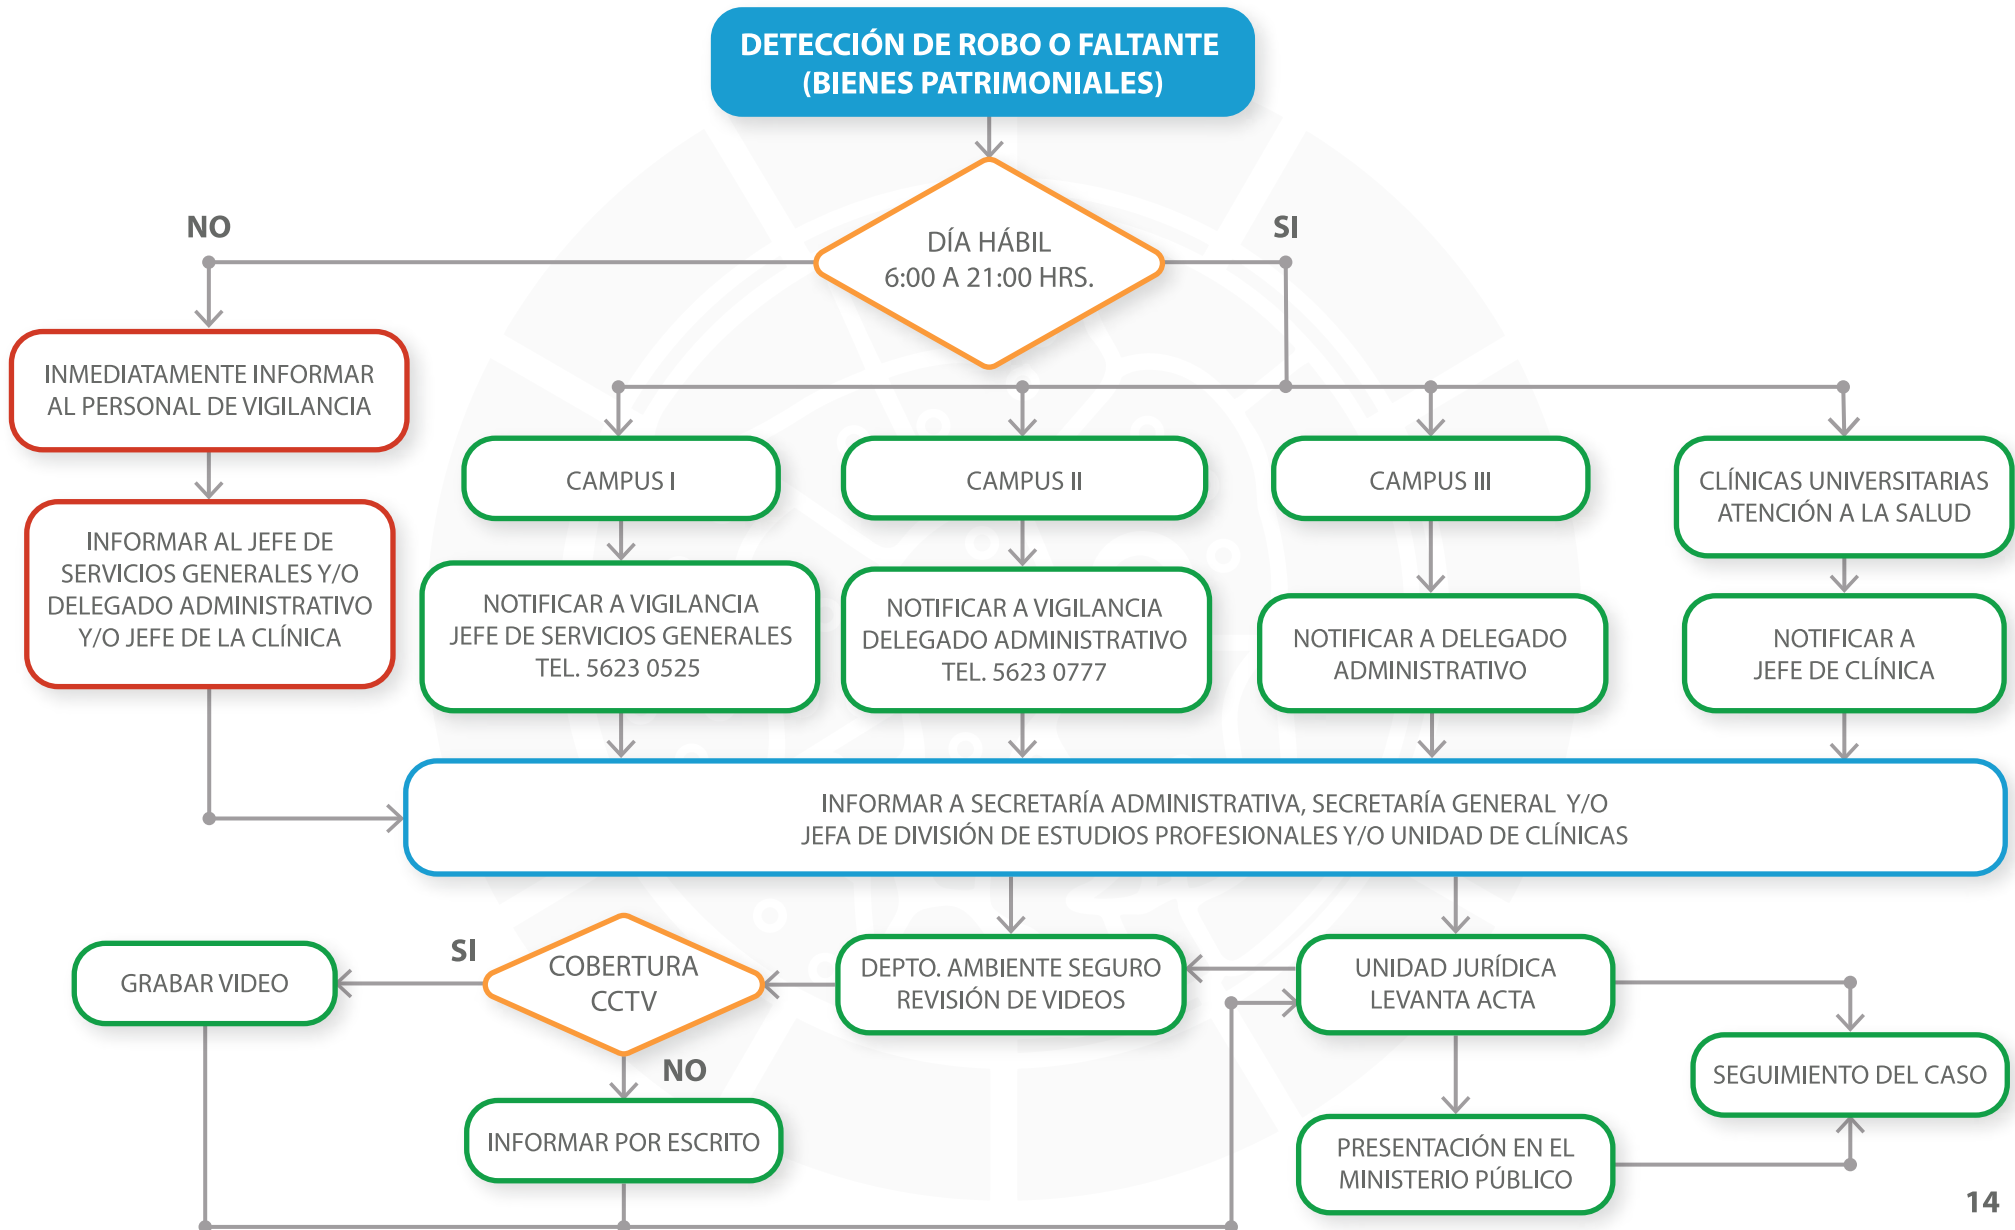 DETECCIÓN DE ROBO O FALTANTE
(BIENES PATRIMONIALES)
DÍA HÁBIL
6:00 A 21:00 HRS.
NO
SI
INMEDIATAMENTE INFORMAR
AL PERSONAL DE VIGILANCIA
INFORMAR AL JEFE DE
SERVICIOS GENERALES Y/O
DELEGADO ADMINISTRATIVO
Y/O JEFE DE LA CLÍNICA
CAMPUS I
CAMPUS II
CAMPUS III
CLÍNICAS UNIVERSITARIAS
ATENCIÓN A LA SALUD
NOTIFICAR A VIGILANCIA
JEFE DE SERVICIOS GENERALES
TEL. 5623 0525
NOTIFICAR A VIGILANCIA
DELEGADO ADMINISTRATIVO
TEL. 5623 0777
NOTIFICAR A DELEGADO
ADMINISTRATIVO
NOTIFICAR A
JEFE DE CLÍNICA
INFORMAR A SECRETARÍA ADMINISTRATIVA, SECRETARÍA GENERAL Y/O
JEFA DE DIVISIÓN DE ESTUDIOS PROFESIONALES Y/O UNIDAD DE CLÍNICAS
GRABAR VIDEO
SI
COBERTURA
CCTV
NO
DEPTO. AMBIENTE SEGURO
REVISIÓN DE VIDEOS
UNIDAD JURÍDICA
LEVANTA ACTA
SEGUIMIENTO DEL CASO
INFORMAR POR ESCRITO
PRESENTACIÓN EN EL
MINISTERIO PÚBLICO
14